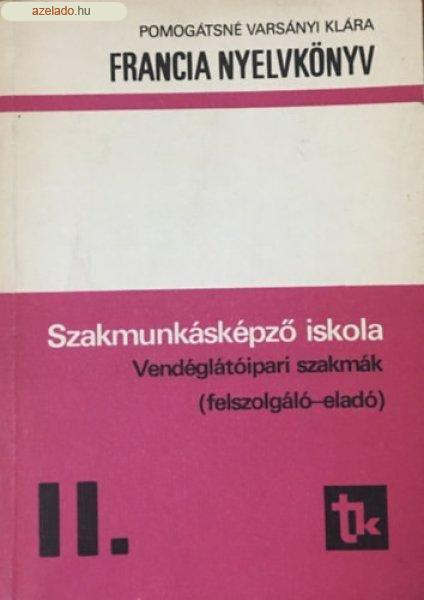 azelado.hu
POMOGÁTSNÉ VARSÁNYI KLÁRA
FRANCIA NYELVKÖNYV
Szakmunkásképző iskola
Vendéglátóipari szakmák
(felszolgáló–eladó)
II.
tk